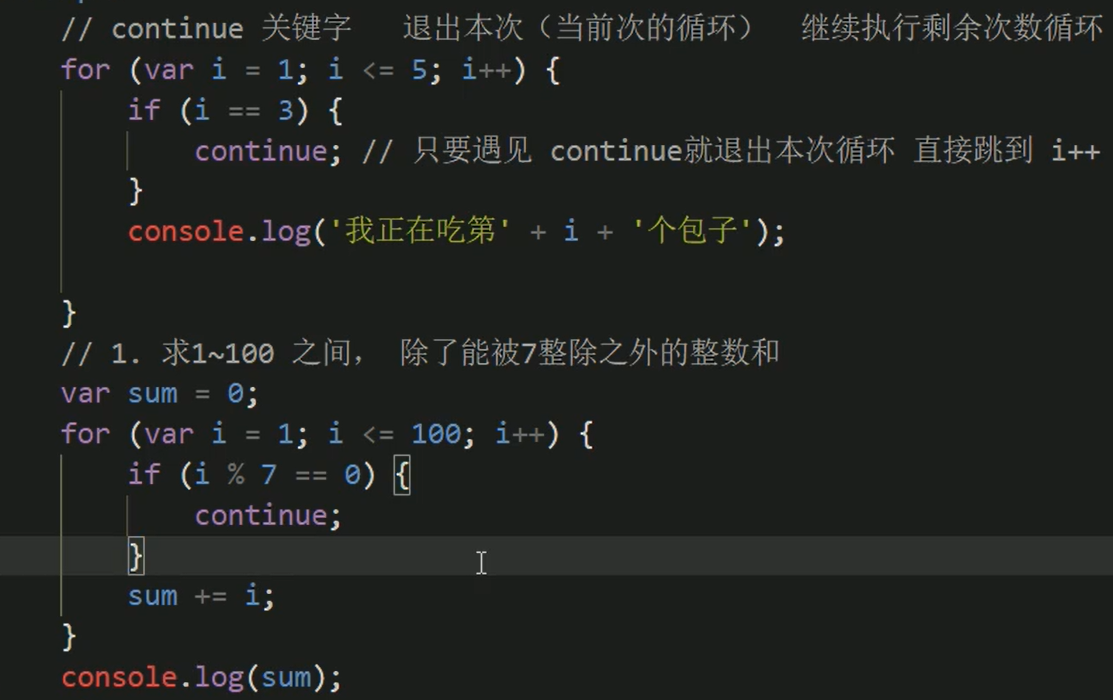 // continue 关键字   退出本次（当前次的循环）  继续执行剩余次数循环
for (var i = 1; i <= 5; i++) {
    if (i == 3) {
        continue; // 只要遇见 continue就退出本次循环 直接跳到 i++
    }
    console.log('我正在吃第' + i + '个包子');
}
// 1. 求1~100 之间， 除了能被7整除之外的整数和
var sum = 0;
for (var i = 1; i <= 100; i++) {
    if (i % 7 == 0) {
        continue;
    }
    sum += i;
}
console.log(sum);